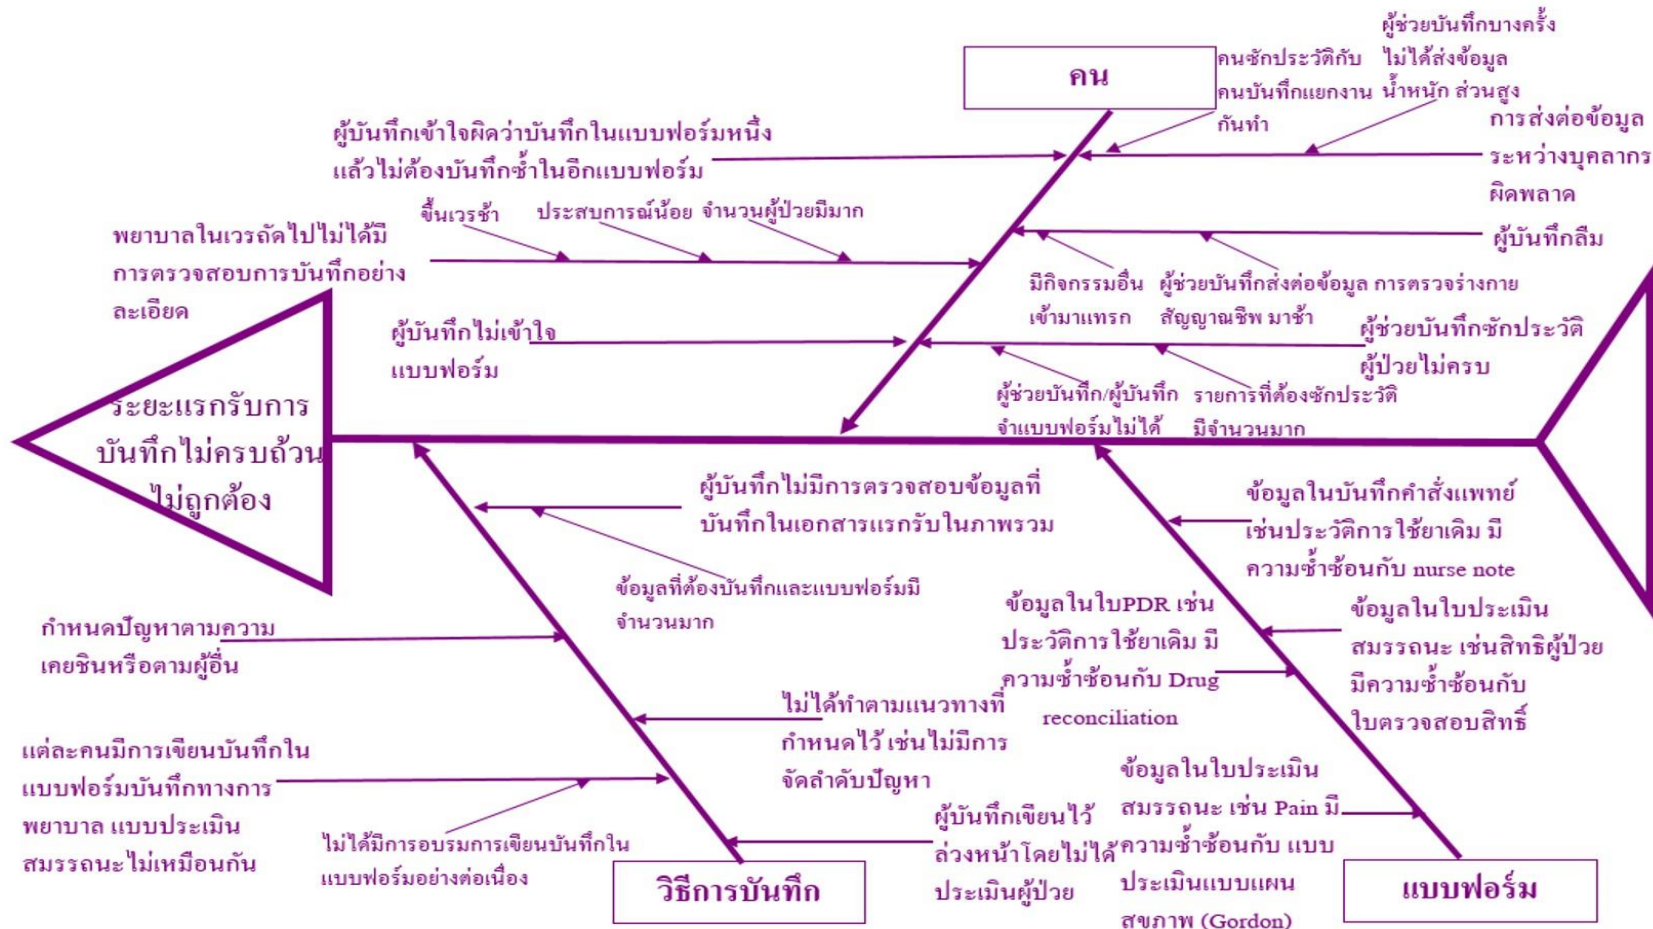 คน
คนซักประวัติกับ
คนบันทึกแยกงาน
กันทำ
ผู้ช่วยบันทึกบางครั้ง
ไม่ได้ส่งข้อมูล
น้ำหนัก ส่วนสูง
การส่งต่อข้อมูล
ระหว่างบุคลากร
ผิดพลาด
ผู้บันทึกเข้าใจผิดว่าบันทึกในแบบฟอร์มหนึ่ง
แล้วไม่ต้องบันทึกซ้ำในอีกแบบฟอร์ม
ขึ้นเวรช้า
ประสบการณ์น้อย
จำนวนผู้ป่วยมีมาก
พยาบาลในเวรถัดไปไม่ได้มี
การตรวจสอบการบันทึกอย่าง
ละเอียด
ผู้บันทึกลืม
มีกิจกรรมอื่น
เข้ามาแทรก
ผู้ช่วยบันทึกส่งต่อข้อมูล การตรวจร่างกาย
สัญญาณชีพ มาช้า
ผู้บันทึกไม่เข้าใจ
แบบฟอร์ม
ผู้ช่วยบันทึกซักประวัติ
ผู้ป่วยไม่ครบ
ผู้ช่วยบันทึก/ผู้บันทึก
จำแบบฟอร์มไม่ได้
รายการที่ต้องซักประวัติ
มีจำนวนมาก
ระยะแรกรับการ
บันทึกไม่ครบถ้วน
ไม่ถูกต้อง
ผู้บันทึกไม่มีการตรวจสอบข้อมูลที่
บันทึกในเอกสารแรกรับในภาพรวม
ข้อมูลที่ต้องบันทึกและแบบฟอร์มมี
จำนวนมาก
กำหนดปัญหาตามความ
เคยชินหรือตามผู้อื่น
ไม่ได้ทำตามแนวทางที่
กำหนดไว้ เช่นไม่มีการ
จัดลำดับปัญหา
แต่ละคนมีการเขียนบันทึกใน
แบบฟอร์มบันทึกทางการ
พยาบาล แบบประเมิน
สมรรถนะไม่เหมือนกัน
ไม่ได้มีการอบรมการเขียนบันทึกใน
แบบฟอร์มอย่างต่อเนื่อง
ผู้บันทึกเขียนไว้
ล่วงหน้าโดยไม่ได้
ประเมินผู้ป่วย
วิธีการบันทึก
ข้อมูลในบันทึกคำสั่งแพทย์
เช่นประวัติการใช้ยาเดิม มี
ความซ้ำซ้อนกับ nurse note
ข้อมูลในใบPDR เช่น
ประวัติการใช้ยาเดิม มี
ความซ้ำซ้อนกับ Drug
reconciliation
ข้อมูลในใบประเมิน
สมรรถนะ เช่นสิทธิผู้ป่วย
มีความซ้ำซ้อนกับ
ใบตรวจสอบสิทธิ์
ข้อมูลในใบประเมิน
สมรรถนะ เช่น Pain มี
ความซ้ำซ้อนกับ แบบ
ประเมินแบบแผน
สุขภาพ (Gordon)
แบบฟอร์ม